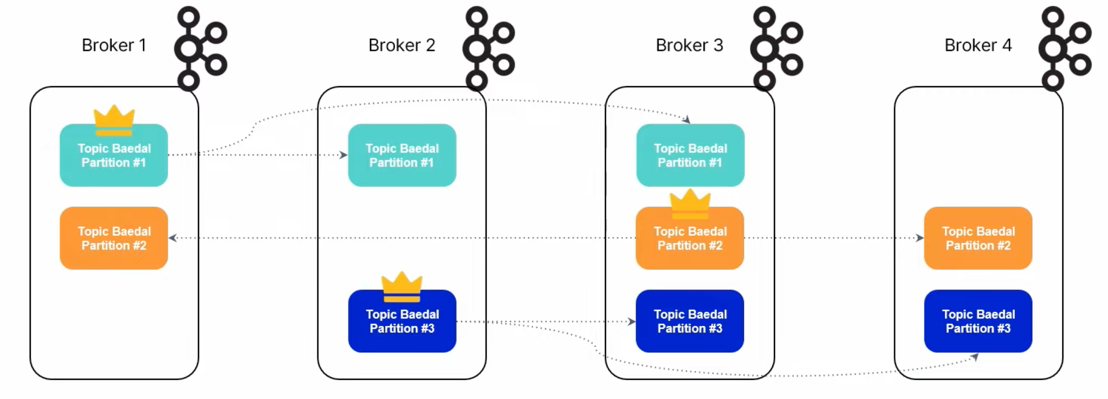 Broker 1
Broker 2
Broker 3
Broker 4
Topic Baedal
Partition #1
Topic Baedal
Partition #1
Topic Baedal
Partition #1
Topic Baedal
Partition #2
Topic Baedal
Partition #2
Topic Baedal
Partition #2
Topic Baedal
Partition #3
Topic Baedal
Partition #3
Topic Baedal
Partition #3